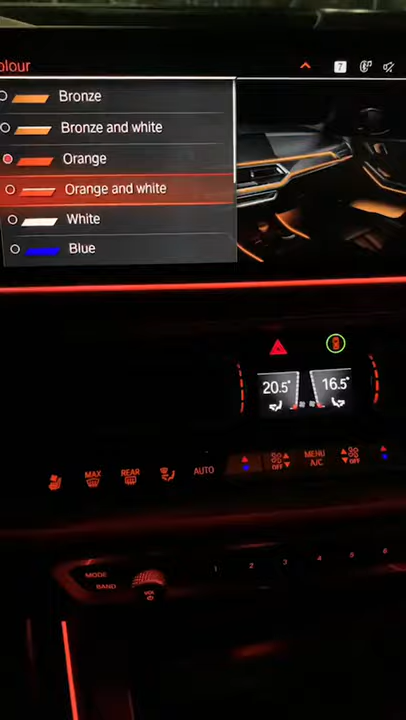 olour
7
Bronze
Bronze and white
Orange
Orange and white
White
Blue
20.5°
16.5°
MAX
REAR
AUTO
OFF
MENU
A/C
OFF
MODE
BAND
VOL
1 2 3 4 5 6